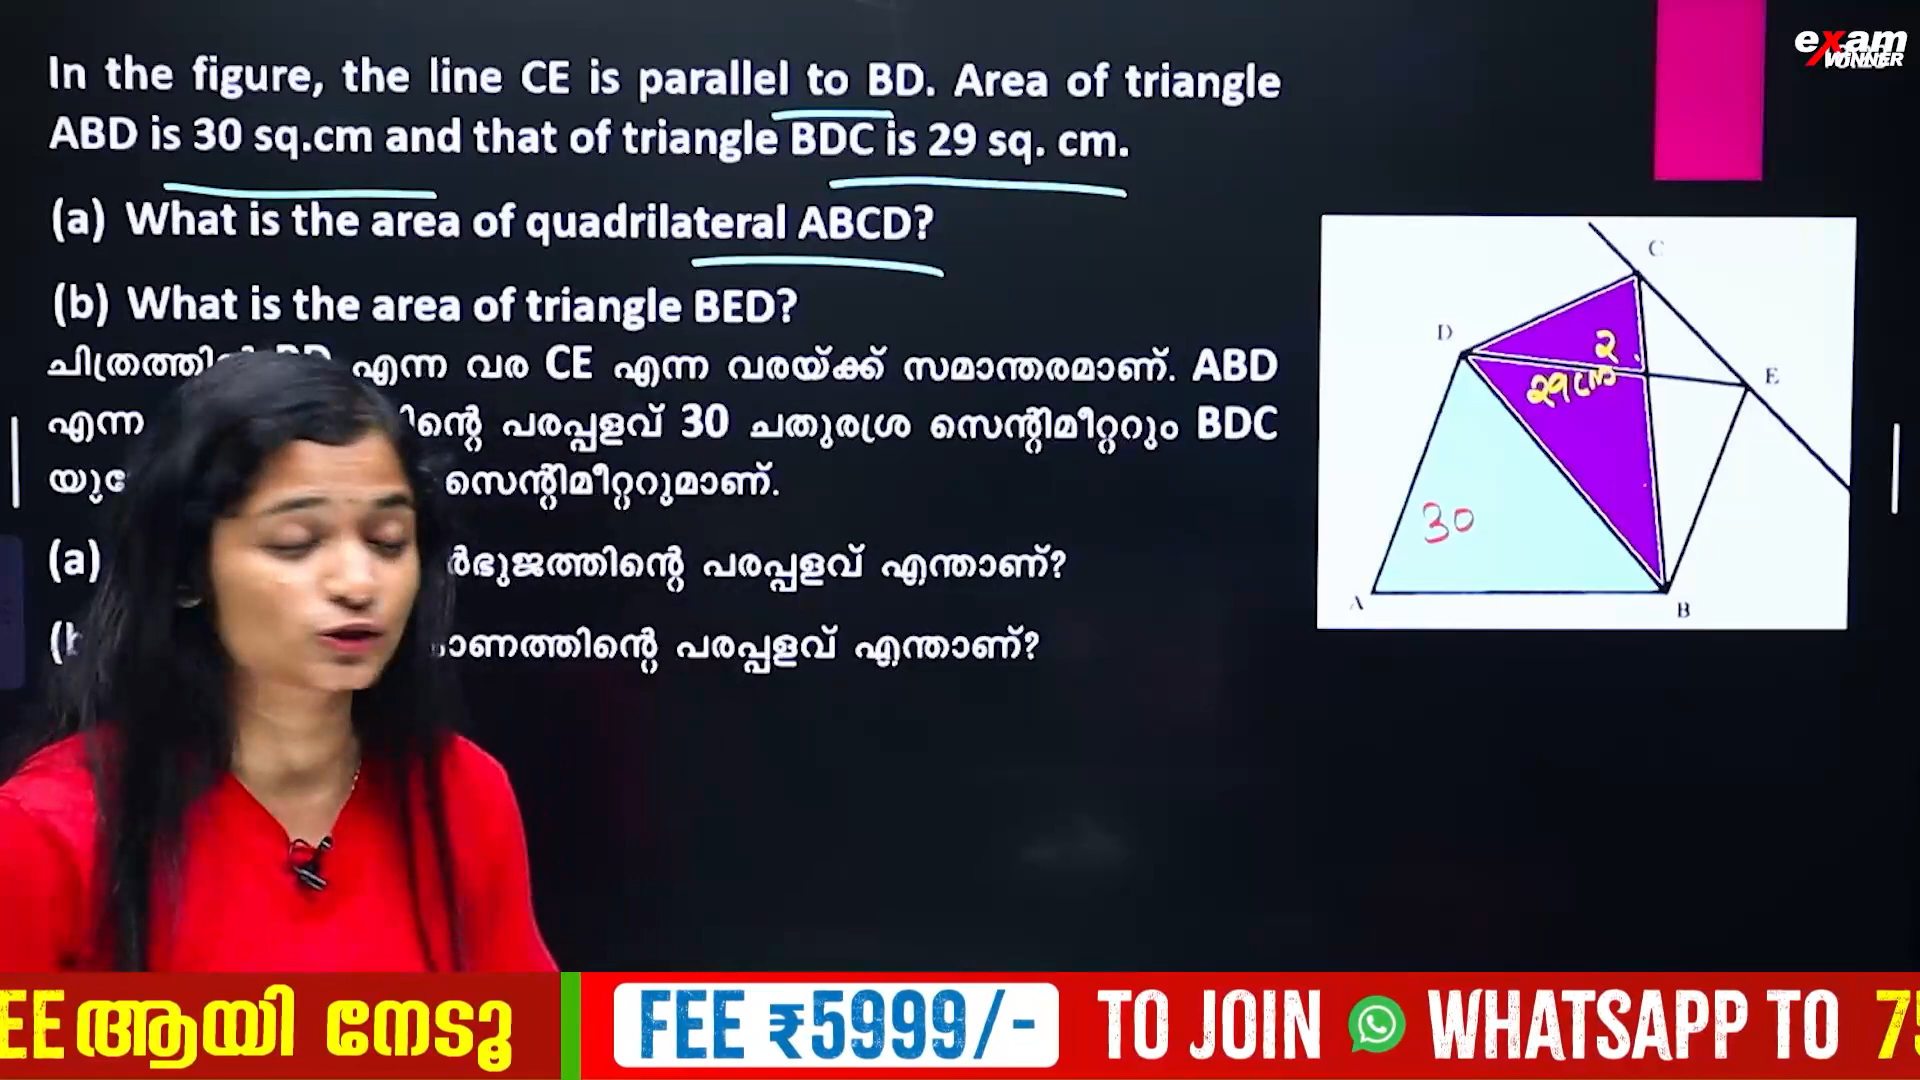 In the figure, the line CE is parallel to BD. Area of triangle
ABD is 30 sq.cm and that of triangle BDC is 29 sq. cm.
(a) What is the area of quadrilateral ABCD?
(b) What is the area of triangle BED?
എന്ന വര CE എന്ന വരയ്ക്ക് സമാന്തരമാണ്. ABD
എന്ന പരപ്പളവ് 30 ചതുരശ്ര സെന്റിമീറ്ററും BDC
സെന്റിമീറ്ററുമാണ്.
(a) പരപ്പളവ് എന്താണ്?
പരപ്പളവ് എന്താണ്?
exam
WINNER
C
D
2
29cm
E
30
A
B
ആയി നേടൂ
FEE ₹5999/-
TO JOIN
WHATSAPP TO